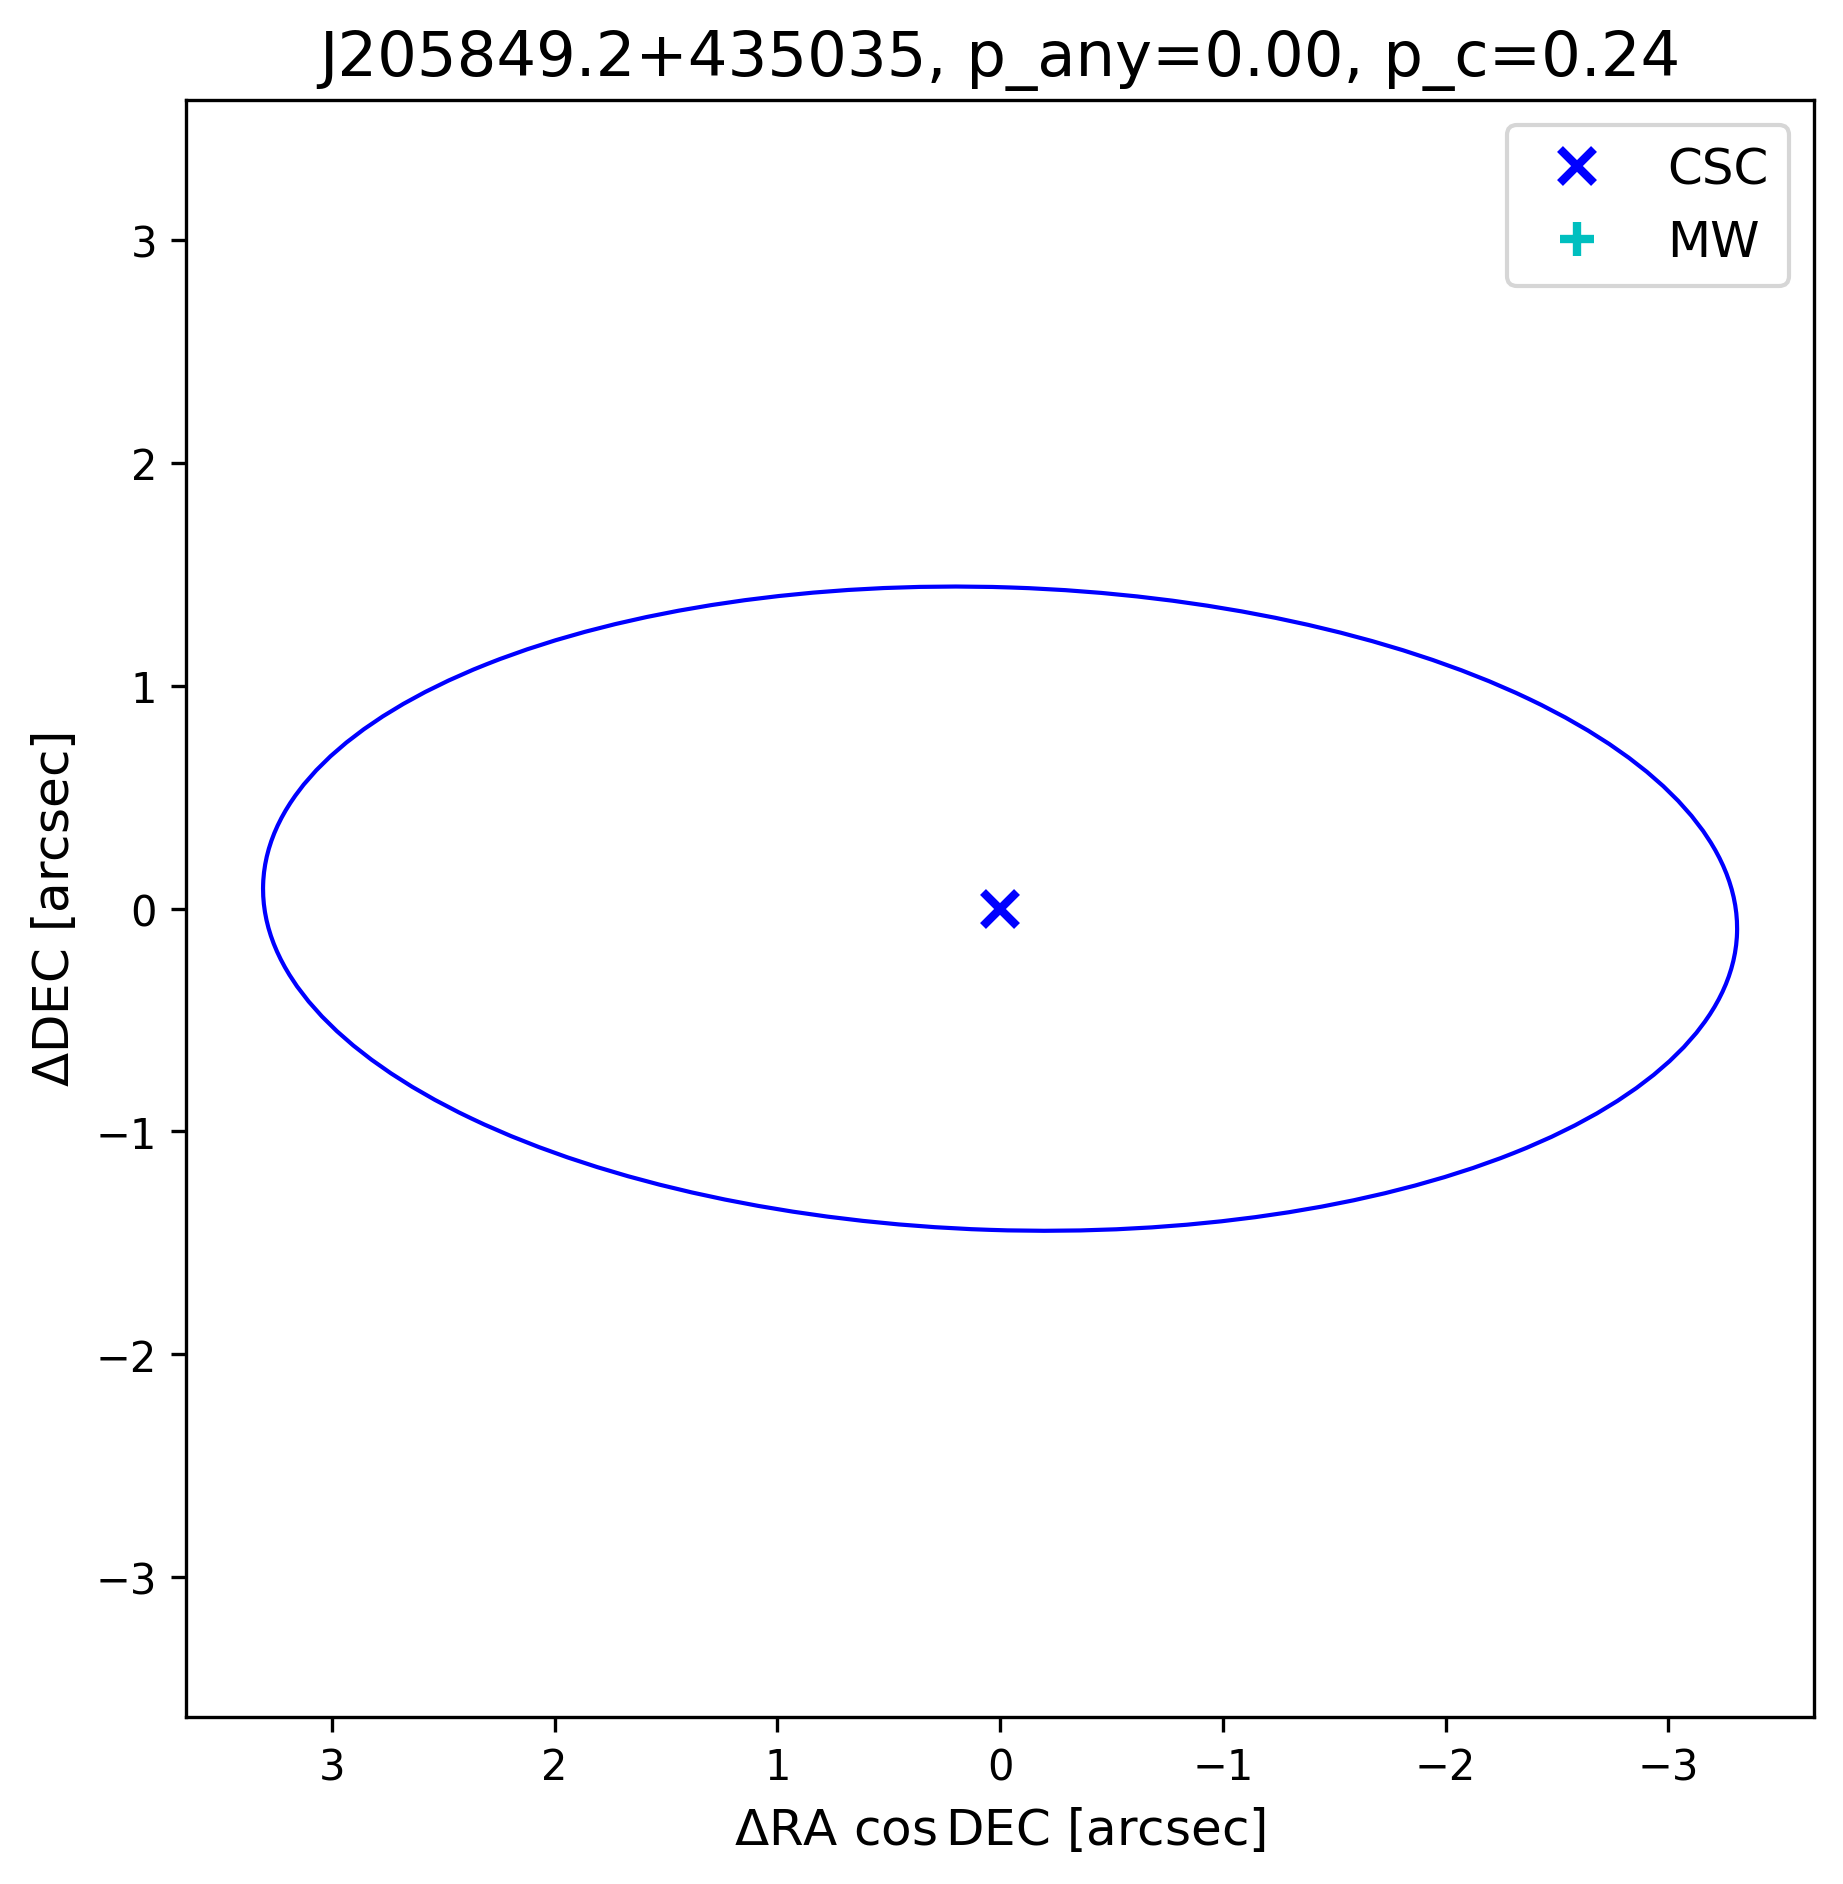 J205849.2+435035, p_any=0.00, p_c=0.24
CSC
MW
3
2
1
0
−1
−2
−3
ΔDEC [arcsec]
3 2 1 0 −1 −2 −3
ΔRA cos DEC [arcsec]